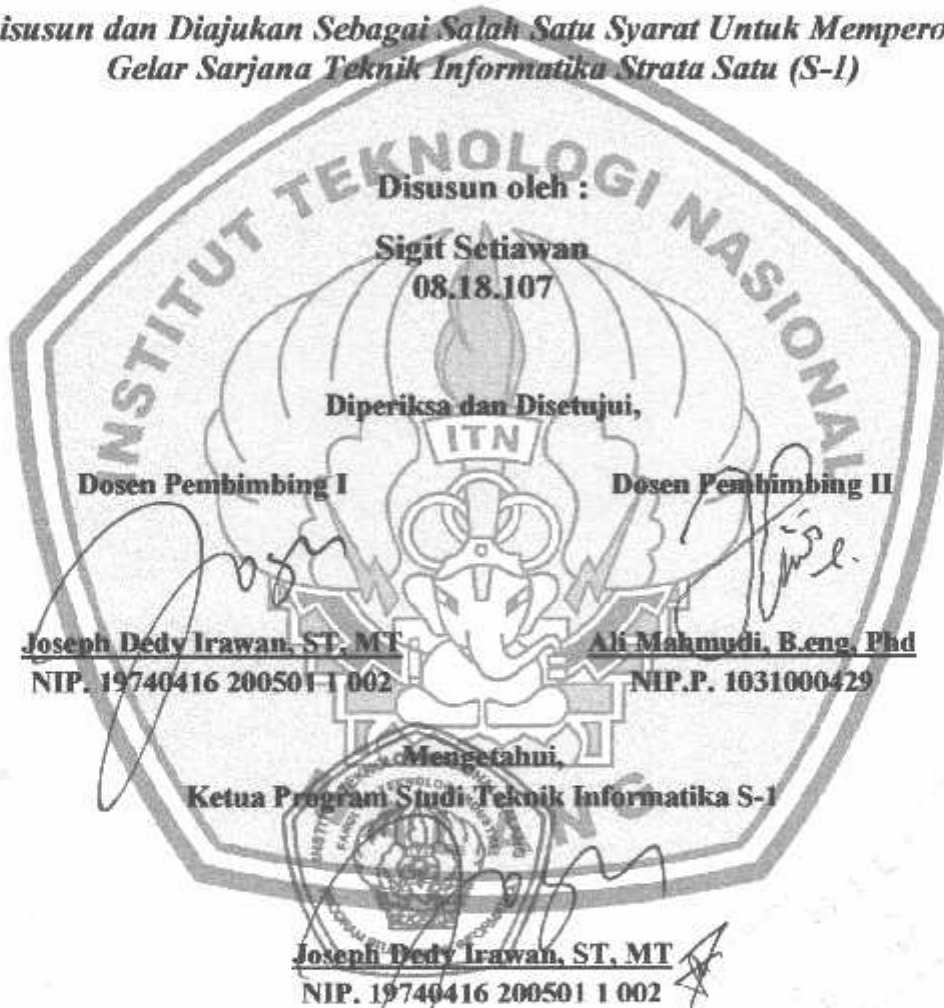 isusun dan Diajukan Sebagai Salah Satu Syarat Untuk Mempero
Gelar Sarjana Teknik Informatika Strata Satu (S-1)
INSTITUT TEKNOLOGI NASIONAL
Disusun oleh :
Sigit Setiawan
08.18.107
Diperiksa dan Disetujui,
ITN
Dosen Pembimbing I Dosen Pembimbing II
Joseph Dedy Irawan, ST, MT Ali Mahmudi, B.eng, Phd
NIP. 19740416 200501 1 002 NIP.P. 1031000429
Mengetahui,
Ketua Program Studi Teknik Informatika S-1
Joseph Dedy Irawan, ST, MT
NIP. 19740416 200501 1 002